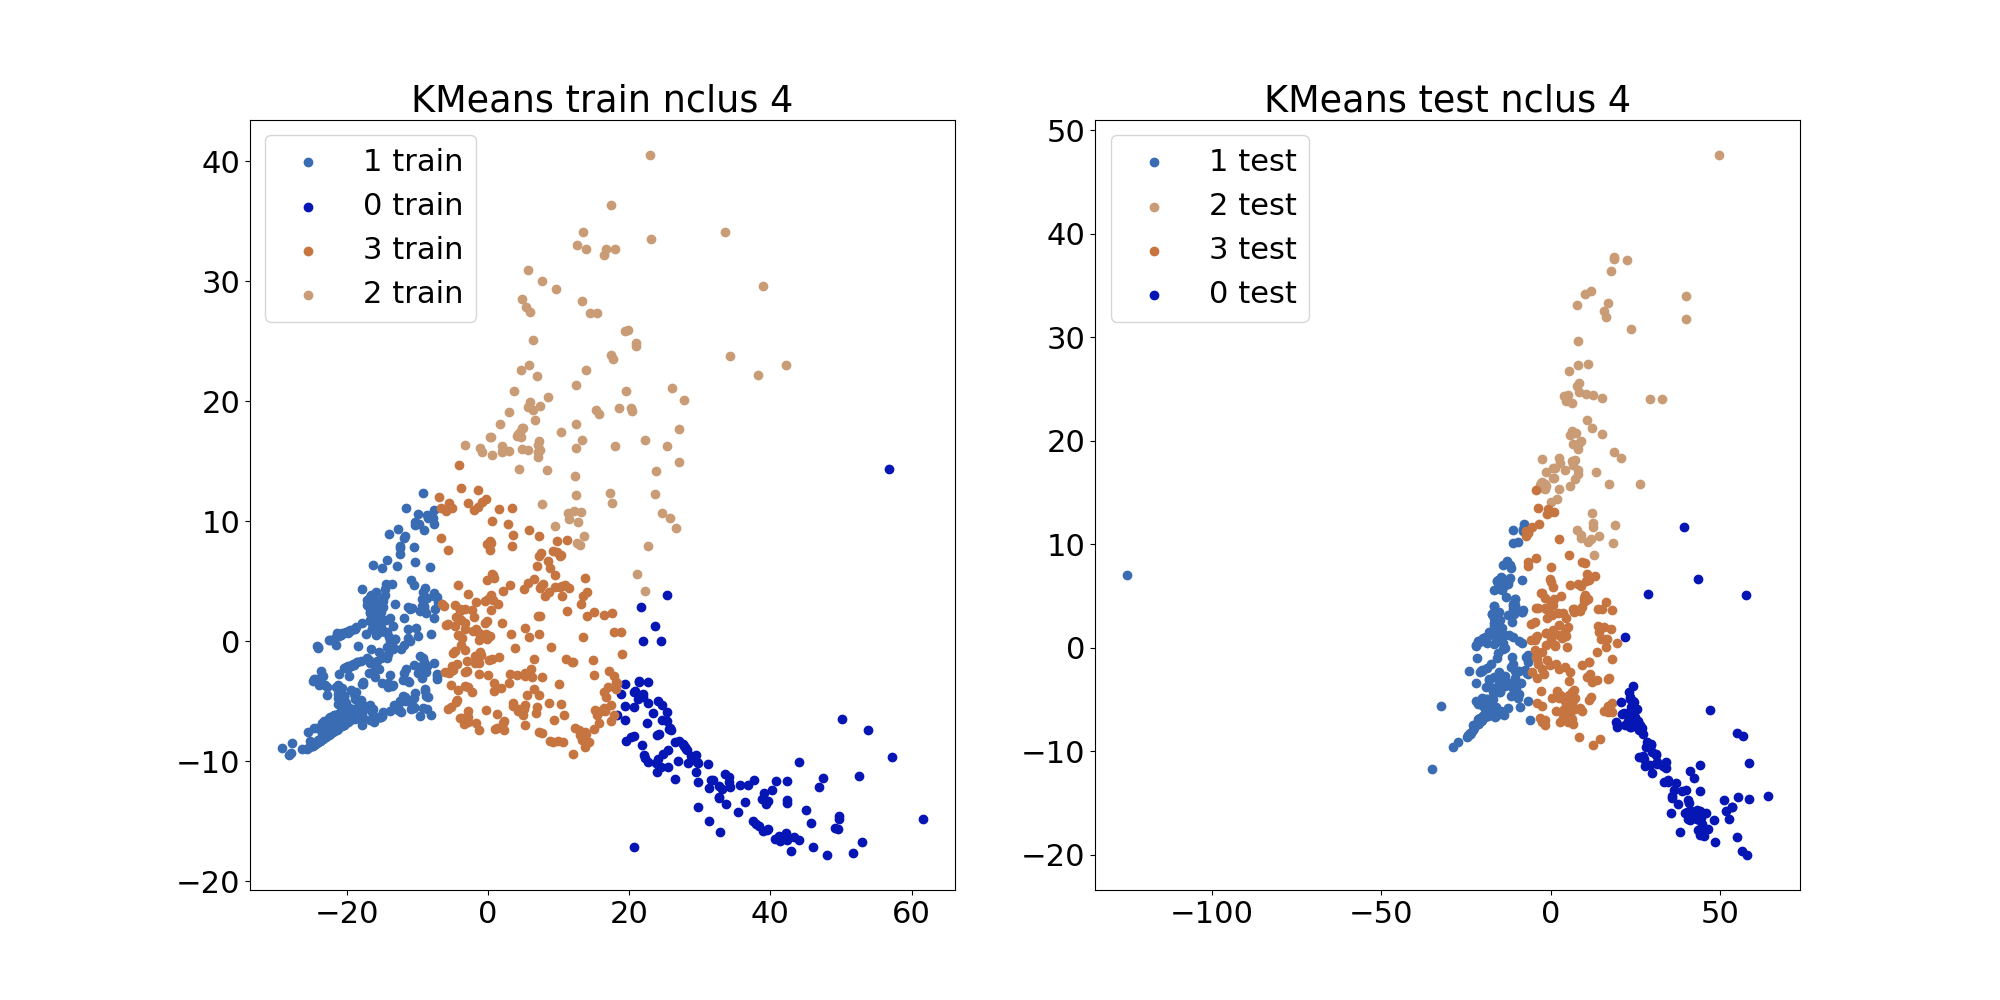 KMeans train nclus 4
1 train
0 train
3 train
2 train
40
30
20
10
0
−10
−20
−20 0 20 40 60
KMeans test nclus 4
1 test
2 test
3 test
0 test
50
40
30
20
10
0
−10
−20
−100 −50 0 50